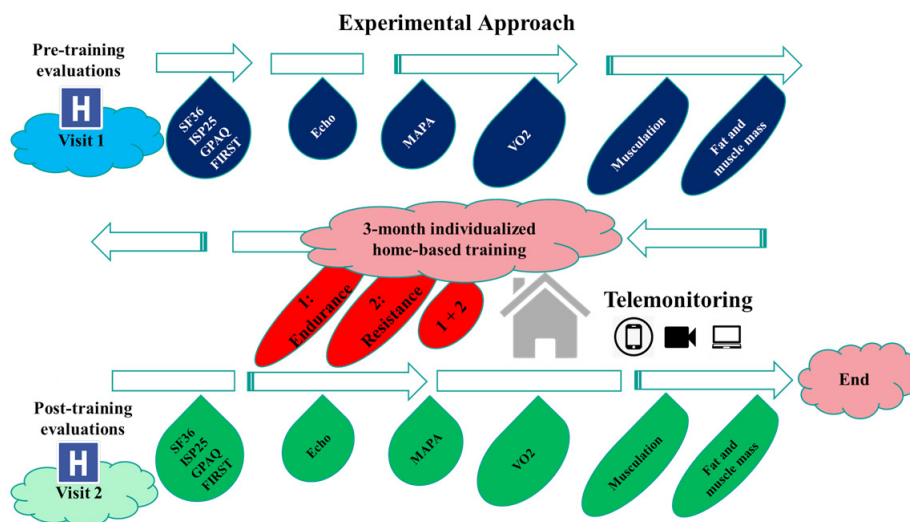 Experimental Approach
Pre-training
evaluations
H
Visit 1
SF36
ISP25
GPAQ
FIRST
Echo
MAPA
VO2
Musculation
Fat and
muscle mass
3-month individualized
home-based training
1:
Endurance
2:
Resistance
1 + 2
Telemonitoring
End
Post-training
evaluations
H
Visit 2
SF36
ISP25
GPAQ
FIRST
Echo
MAPA
VO2
Musculation
Fat and
muscle mass